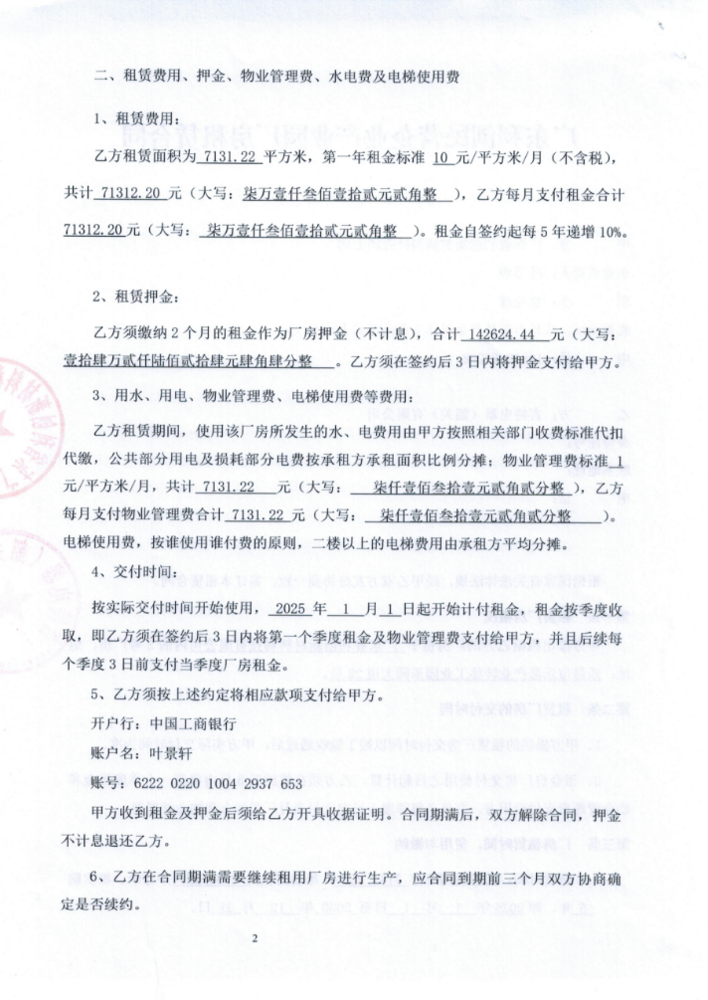 二、租赁费用、押金、物业管理费、水电费及电梯使用费
1、租赁费用：
乙方租赁面积为 7131.22 平方米，第一年租金标准 10 元/平方米/月（不含税），
共计 71312.20 元（大写：柒万壹仟叁佰壹拾贰元贰角整 ），乙方每月支付租金合计
71312.20 元（大写： 柒万壹仟叁佰壹拾贰元贰角整 ）。租金自签约起每 5 年递增 10%。
2、租赁押金：
乙方须缴纳 2 个月的租金作为厂房押金（不计息），合计 142624.44 元（大写：
壹拾肆万贰仟陆佰贰拾肆元肆角肆分整 。乙方须在签约后 3 日内将押金支付给甲方。
3、用水、用电、物业管理费、电梯使用费等费用：
乙方租赁期间，使用该厂房所发生的水、电费用由甲方按照相关部门收费标准代扣
代缴，公共部分用电及损耗部分电费按承租方承租面积比例分摊；物业管理费标准 1
元/平方米/月，共计 7131.22 元（大写： 柒仟壹佰叁拾壹元贰角贰分整 ），乙方
每月支付物业管理费合计 7131.22 元（大写： 柒仟壹佰叁拾壹元贰角贰分整 ）。
电梯使用费，按谁使用谁付费的原则，二楼以上的电梯费用由承租方平均分摊。
4、交付时间：
按实际交付时间开始使用， 2025 年 1 月 1 日起开始计付租金，租金按季度收
取，即乙方须在签约后 3 日内将第一个季度租金及物业管理费支付给甲方，并且后续每
个季度 3 日前支付当季度厂房租金。
5、乙方须按上述约定将相应款项支付给甲方。
开户行：中国工商银行
账户名：叶景轩
账号：6222 0220 1004 2937 653
甲方收到租金及押金后须给乙方开具收据证明。合同期满后，双方解除合同，押金
不计息退还乙方。
6、乙方在合同期满需要继续租用厂房进行生产，应合同到期前三个月双方协商确
定是否续约。
2